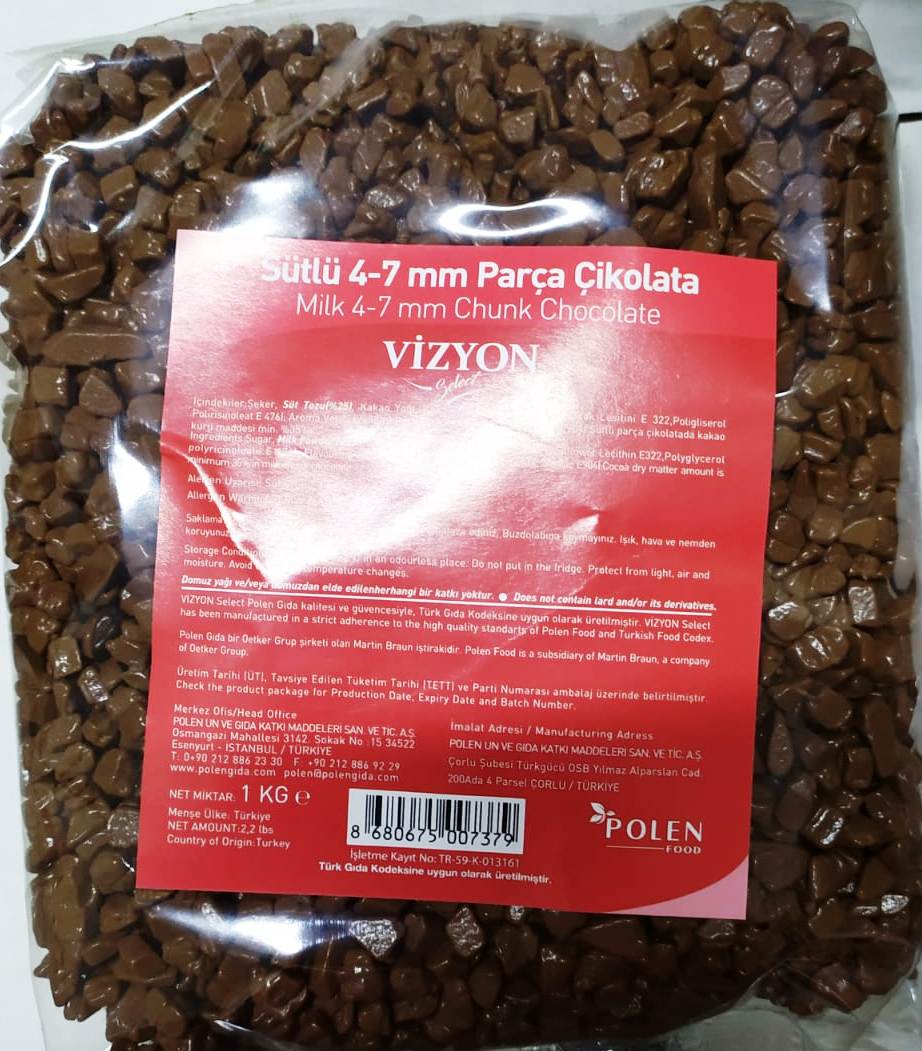 Sütlü 4-7 mm Parça Çikolata
Milk 4-7 mm Chunk Chocolate
VİZYON
Select
İçindekiler:Şeker, Süt Tozu(%25), Kakao Yağı
Lesitini E 322,Poligliserol
Polirisinoleat E 476), Aroma
Sütlü parça çikolatada kakao
kuru maddesi min. %35
Ingredients Sugar, Milk
Lecithin E322,Polyglycerol
polyricinoleate E
E904) Cocoa dry matter amount is
minimum 35% in milk
Alerjen Uyarısı: Süt
Allergen Warning
Saklama
ediniz, Buzdolabına koymayınız. Işık, hava ve nemden
koruyunuz
Storage Condition
in an odourless place. Do not put in the fridge. Protect from light, air and
moisture. Avoid temperature changes.
Domuz yağı ve/veya domuzdan elde edilenherhangi bir katkı yoktur. ● Does not contain lard and/or its derivatives.
VİZYON Select Polen Gıda kalitesi ve güvencesiyle, Türk Gıda Kodeksine uygun olarak üretilmiştir. VİZYON Select
has been manufactured in a strict adherence to the high quality standarts of Polen Food and Turkish Food Codex.
Polen Gıda bir Oetker Grup şirketi olan Martin Braun iştirakidir. Polen Food is a subsidiary of Martin Braun, a company
of Oetker Group.
Üretim Tarihi (ÜT), Tavsiye Edilen Tüketim Tarihi (TETT) ve Parti Numarası ambalaj üzerinde belirtilmiştir.
Check the product package for Production Date, Expiry Date and Batch Number.
Merkez Ofis/Head Office
POLEN UN VE GIDA KATKI MADDELERİ SAN. VE TİC. A.Ş.
Osmangazi Mahallesi 3142. Sokak No :15 34522
Esenyurt - İSTANBUL / TÜRKİYE
T: 0+90 212 886 23 30 F: +90 212 886 92 29
www.polengida.com polen@polengida.com
İmalat Adresi / Manufacturing Adress
POLEN UN VE GIDA KATKI MADDELERİ SAN. VE TİC. A.Ş.
Çorlu Şubesi Türkgücü OSB Yılmaz Alparslan Cad.
200Ada 4 Parsel ÇORLU / TÜRKİYE
NET MİKTAR: 1 KG ℮
Menşe Ülke: Türkiye
NET AMOUNT:2,2 lbs
Country of Origin:Turkey
8 680675 007379
İşletme Kayıt No: TR-59-K-013161
Türk Gıda Kodeksine uygun olarak üretilmiştir.
POLEN
FOOD